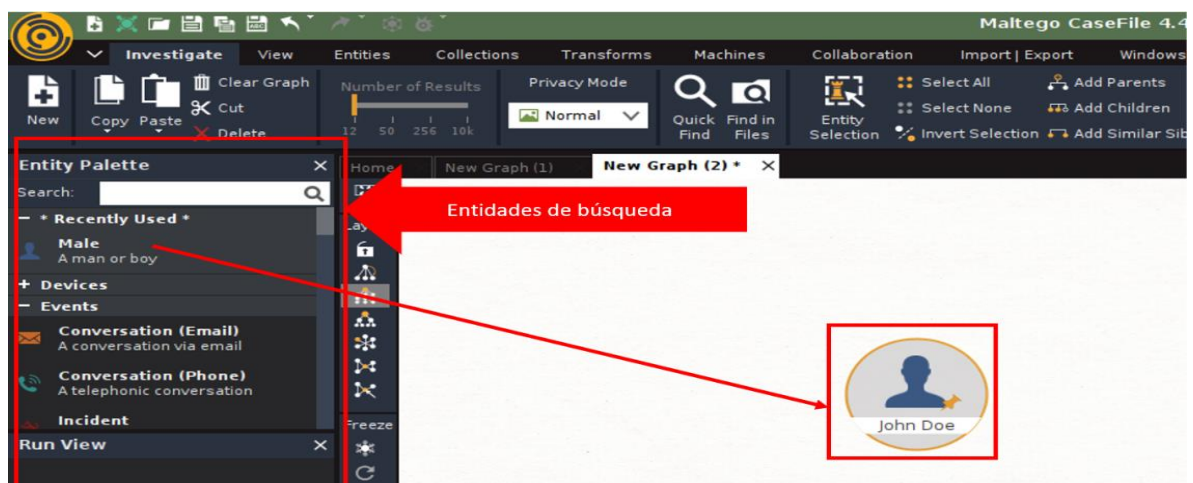 Maltego CaseFile 4.4
Investigate View Entities Collections Transforms Machines Collaboration Import | Export Windows
New
Copy
Paste
Clear Graph
Cut
Delete
Number of Results
12 50 256 10k
Privacy Mode
Normal
Quick Find
Find in Files
Entity Selection
Select All
Select None
Invert Selection
Add Parents
Add Children
Add Similar Sib
Entity Palette
Search:
- * Recently Used *
Male
A man or boy
+ Devices
- Events
Conversation (Email)
A conversation via email
Conversation (Phone)
A telephonic conversation
Incident
Run View
Home New Graph (1) New Graph (2) *
Lay
Freeze
Entidades de búsqueda
John Doe